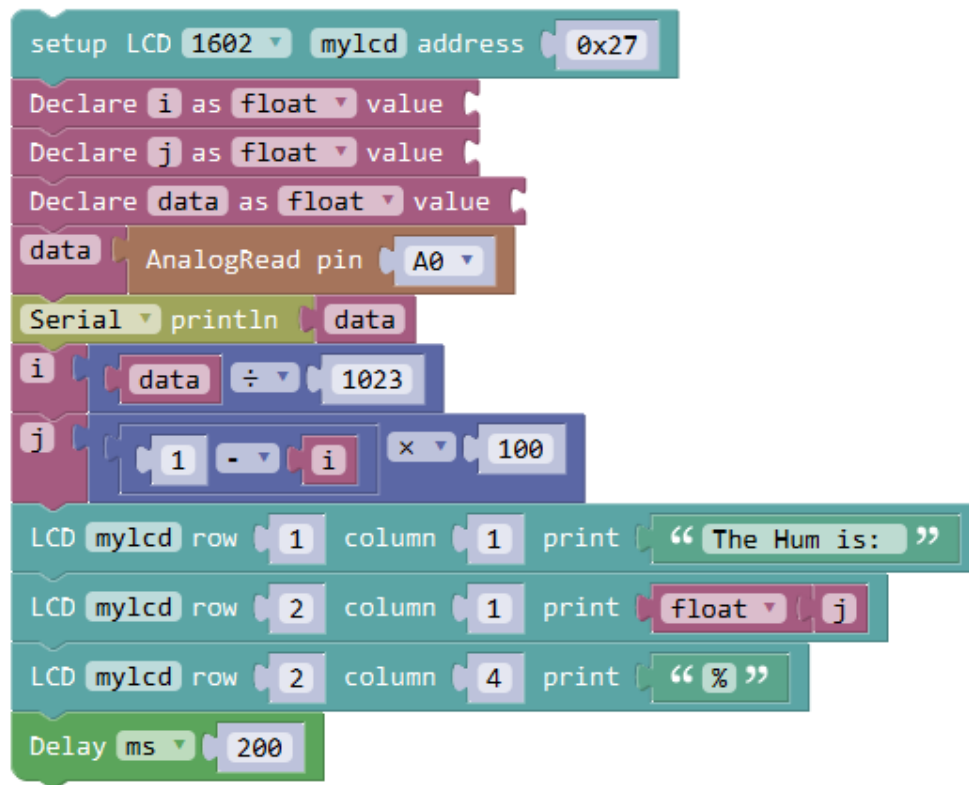 setup LCD 1602 mylcd address 0x27
Declare i as float value
Declare j as float value
Declare data as float value
data AnalogRead pin A0
Serial println data
i data ÷ 1023
j 1 - i × 100
LCD mylcd row 1 column 1 print “ The Hum is: ”
LCD mylcd row 2 column 1 print float j
LCD mylcd row 2 column 4 print “ % ”
Delay ms 200